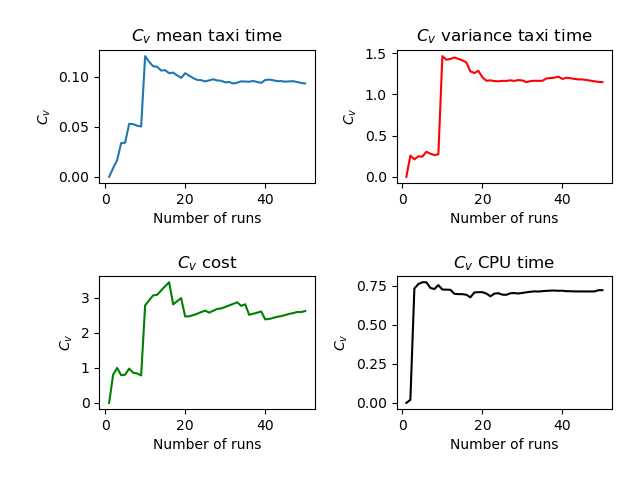 C_v mean taxi time
C_v
0.10
0.05
0.00
0 20 40
Number of runs
C_v variance taxi time
C_v
1.5
1.0
0.5
0.0
0 20 40
Number of runs
C_v cost
C_v
3
2
1
0
0 20 40
Number of runs
C_v CPU time
C_v
0.75
0.50
0.25
0.00
0 20 40
Number of runs